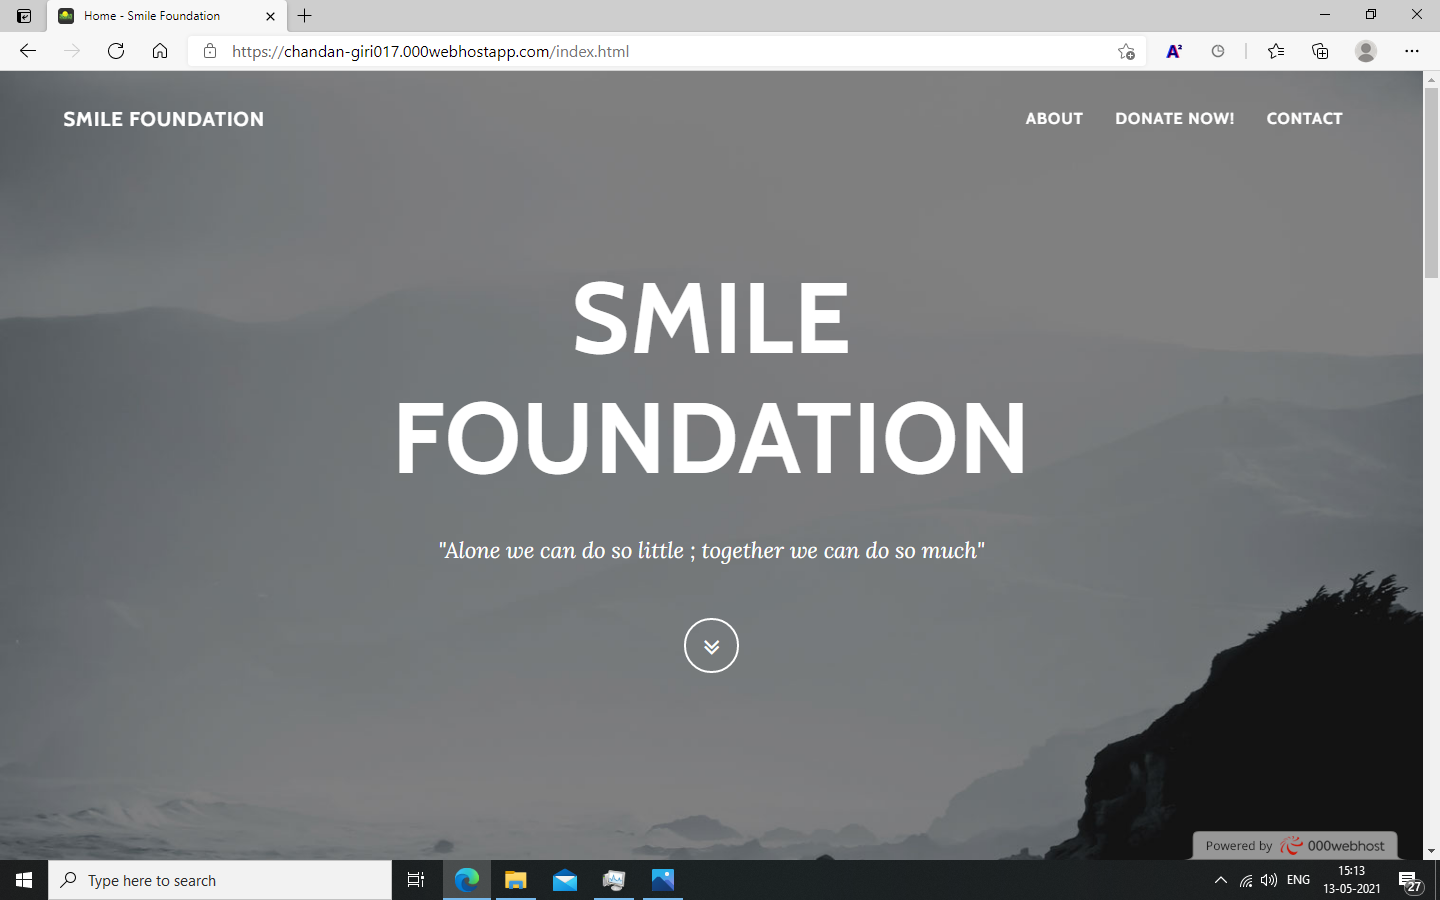 Home - Smile Foundation
https://chandan-giri017.000webhostapp.com/index.html
SMILE FOUNDATION
ABOUT
DONATE NOW!
CONTACT
SMILE
FOUNDATION
"Alone we can do so little ; together we can do so much"
Powered by 000webhost
Type here to search
ENG
15:13
13-05-2021
27